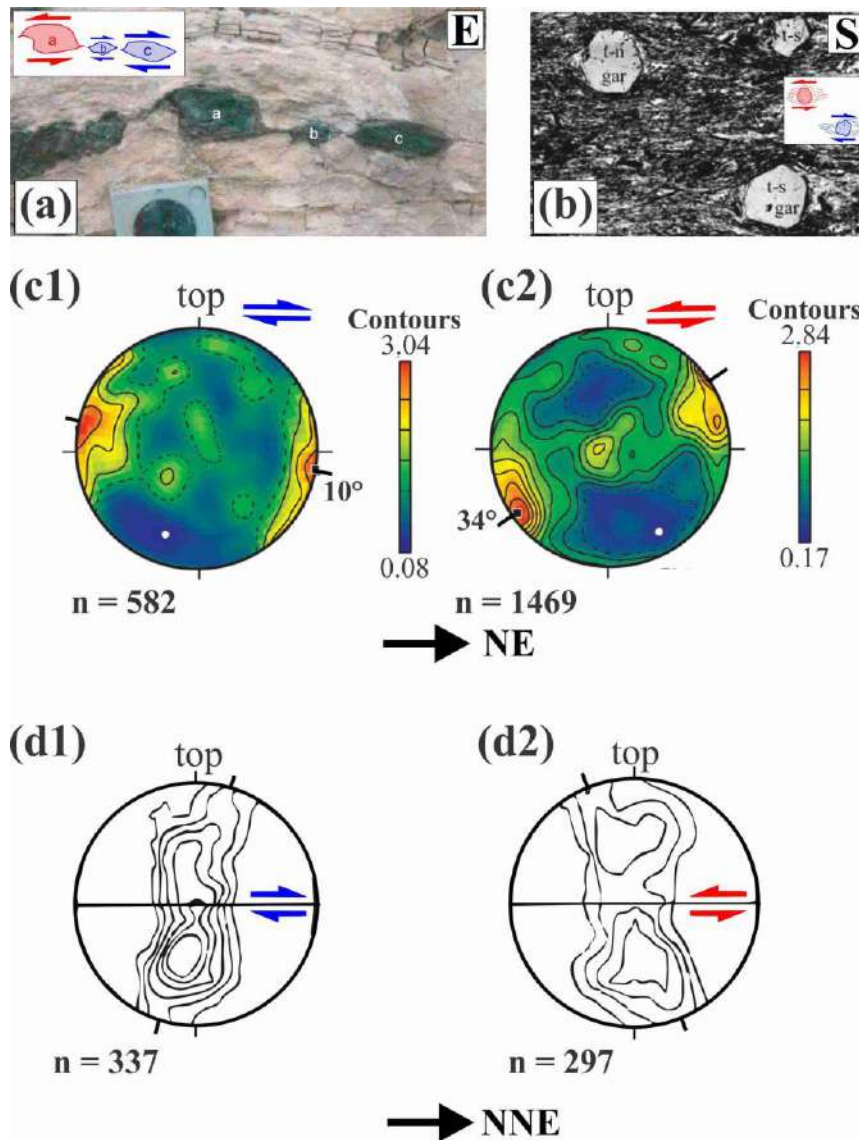 a
b
c
E
a
b
c
(a)
S
t-n
gar
t-s
t-s
gar
(b)
(c1)
top
Contours
3.04
10°
0.08
n = 582
(c2)
top
Contours
2.84
34°
0.17
n = 1469
NE
(d1)
top
n = 337
(d2)
top
n = 297
NNE